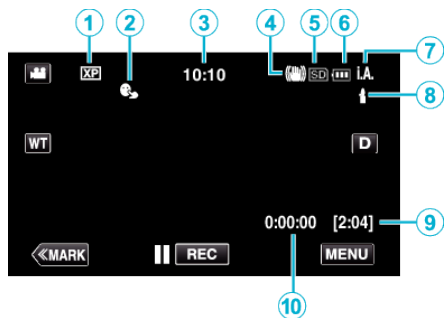 1 2 3 4 5 6 7
XP 10:10 SD i.A.
8
WT D
0:00:00 [2:04] 9
≪MARK REC MENU
10